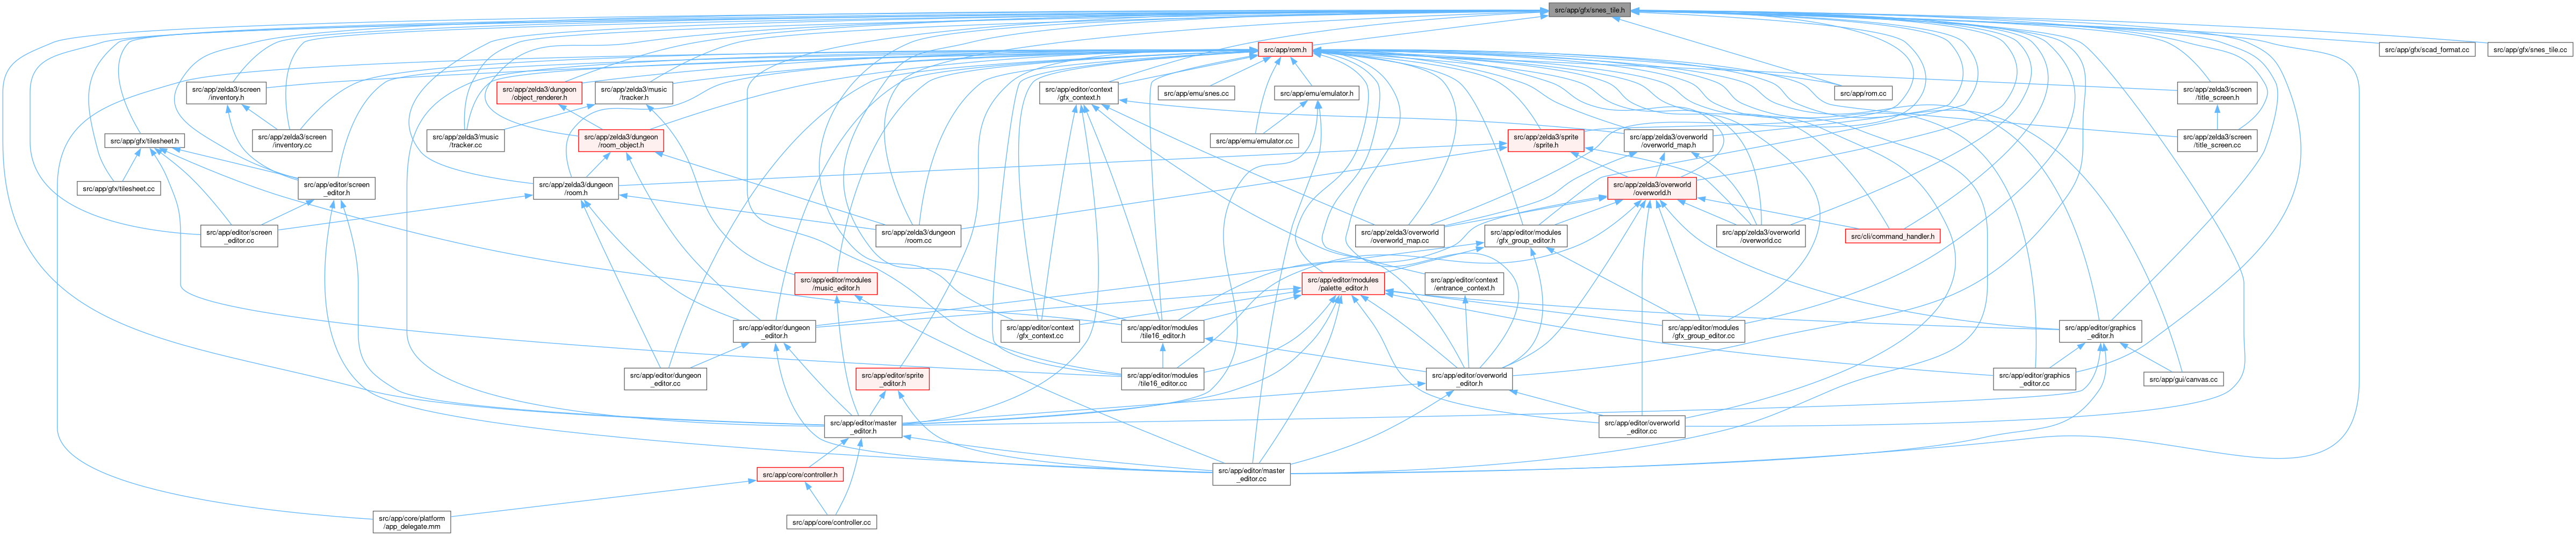 src/app/gfx/snes_tile.h
src/app/rom.h
src/app/gfx/scad_format.cc
src/app/gfx/snes_tile.cc
src/app/zelda3/screen
/inventory.h
src/app/zelda3/dungeon
/object_renderer.h
src/app/zelda3/music
/tracker.h
src/app/editor/context
/gfx_context.h
src/app/emu/snes.cc
src/app/emu/emulator.h
src/app/rom.cc
src/app/zelda3/screen
/title_screen.h
src/app/gfx/tilesheet.h
src/app/zelda3/screen
/inventory.cc
src/app/zelda3/music
/tracker.cc
src/app/zelda3/dungeon
/room_object.h
src/app/emu/emulator.cc
src/app/zelda3/sprite
/sprite.h
src/app/zelda3/overworld
/overworld_map.h
src/app/zelda3/screen
/title_screen.cc
src/app/gfx/tilesheet.cc
src/app/editor/screen
_editor.h
src/app/zelda3/dungeon
/room.h
src/app/zelda3/overworld
/overworld.h
src/app/editor/screen
_editor.cc
src/app/zelda3/dungeon
/room.cc
src/app/zelda3/overworld
/overworld_map.cc
src/app/editor/modules
/gfx_group_editor.h
src/app/zelda3/overworld
/overworld.cc
src/cli/command_handler.h
src/app/editor/modules
/music_editor.h
src/app/editor/modules
/palette_editor.h
src/app/editor/context
/entrance_context.h
src/app/editor/dungeon
_editor.h
src/app/editor/context
/gfx_context.cc
src/app/editor/modules
/tile16_editor.h
src/app/editor/modules
/gfx_group_editor.cc
src/app/editor/graphics
_editor.h
src/app/editor/dungeon
_editor.cc
src/app/editor/sprite
_editor.h
src/app/editor/modules
/tile16_editor.cc
src/app/editor/overworld
_editor.h
src/app/editor/graphics
_editor.cc
src/app/gui/canvas.cc
src/app/editor/master
_editor.h
src/app/editor/overworld
_editor.cc
src/app/core/controller.h
src/app/editor/master
_editor.cc
src/app/core/platform
/app_delegate.mm
src/app/core/controller.cc